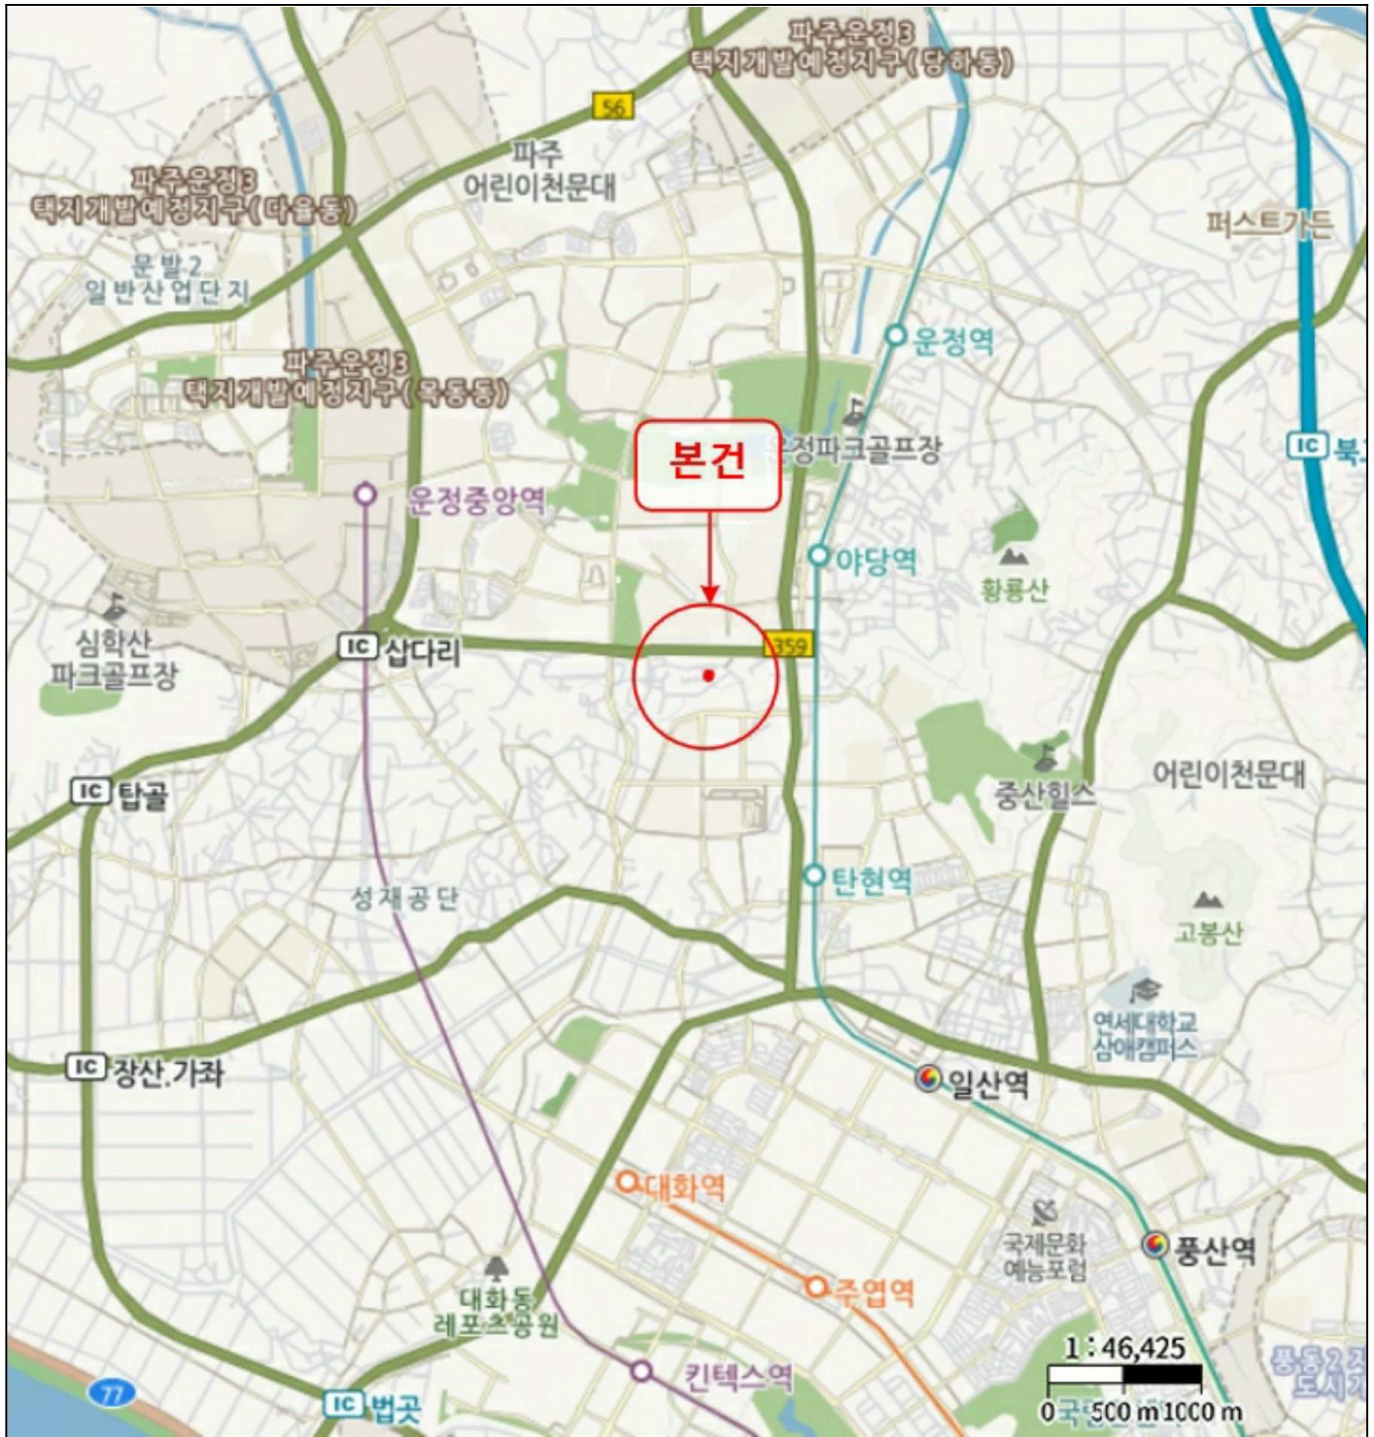 파주운정3
택지개발예정지구(당하동)
56
파주
어린이천문대
파주운정3
택지개발예정지구(다율동)
퍼스트가든
문발2
일반산업단지
운정역
파주운정3
택지개발예정지구(목동동)
본건
운정파크골프장
IC 북
운정중앙역
야당역
황룡산
심학산
파크골프장
IC 삽다리
359
IC 탑골
어린이천문대
중산힐스
탄현역
성재공단
고봉산
연세대학교
삼애캠퍼스
IC 장산.가좌
일산역
대화역
국제문화
예능포럼
풍산역
주엽역
대화동
레포츠공원
킨텍스역
1:46,425
풍동2지
도시개
77
IC 법곳
0 500 m 1000 m